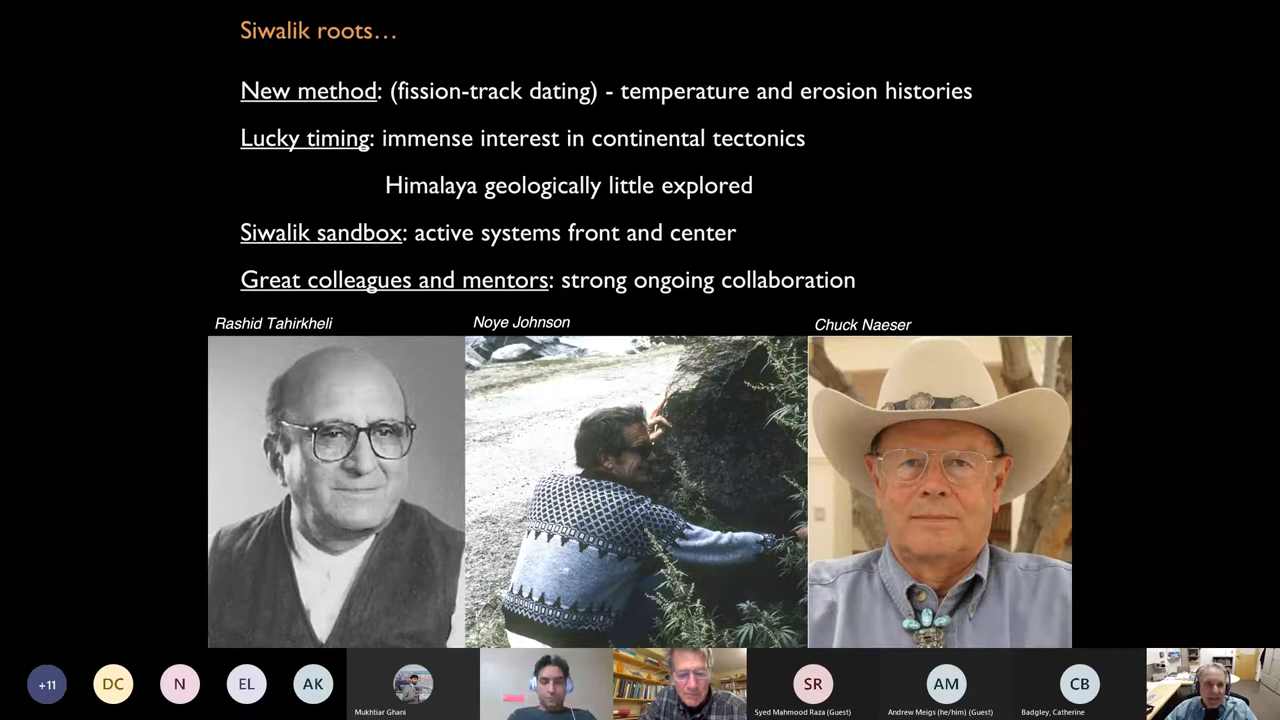 Siwalik roots…
New method: (fission-track dating) - temperature and erosion histories
Lucky timing: immense interest in continental tectonics
Himalaya geologically little explored
Siwalik sandbox: active systems front and center
Great colleagues and mentors: strong ongoing collaboration
Rashid Tahirkheli
Noye Johnson
Chuck Naeser
+11
DC
N
EL
AK
Mukhtiar Ghani
SR
Syed Mahmood Raza (Guest)
AM
Andrew Meigs (he/him) (Guest)
CB
Badgley, Catherine